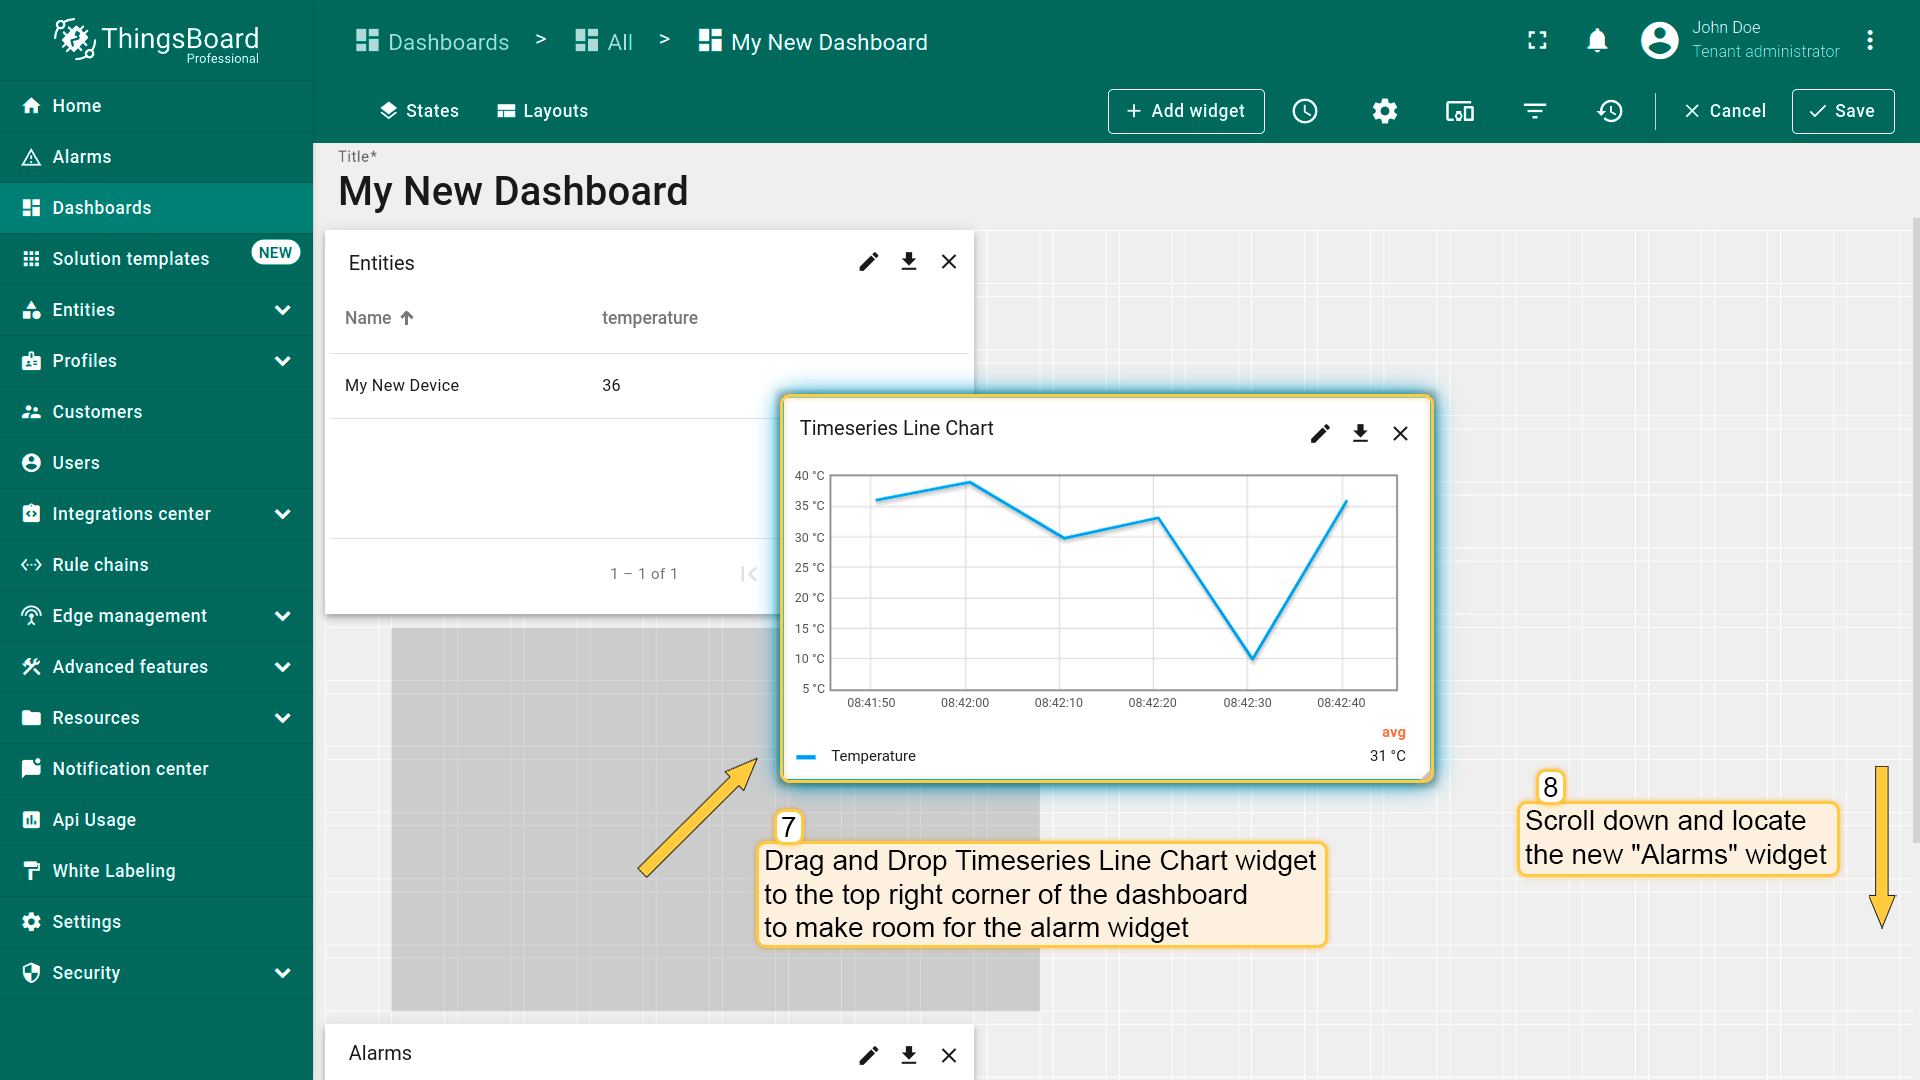 ThingsBoard
Professional
Home
Alarms
Dashboards
Solution templates NEW
Entities
Profiles
Customers
Users
Integrations center
Rule chains
Edge management
Advanced features
Resources
Notification center
Api Usage
White Labeling
Settings
Security
Dashboards > All > My New Dashboard
John Doe
Tenant administrator
States Layouts + Add widget Cancel Save
Title*
My New Dashboard
Entities
Name temperature
My New Device 36
1 – 1 of 1
Timeseries Line Chart
40 °C
35 °C
30 °C
25 °C
20 °C
15 °C
10 °C
5 °C
08:41:50 08:42:00 08:42:10 08:42:20 08:42:30 08:42:40
avg
Temperature 31 °C
7
Drag and Drop Timeseries Line Chart widget
to the top right corner of the dashboard
to make room for the alarm widget
8
Scroll down and locate
the new "Alarms" widget
Alarms